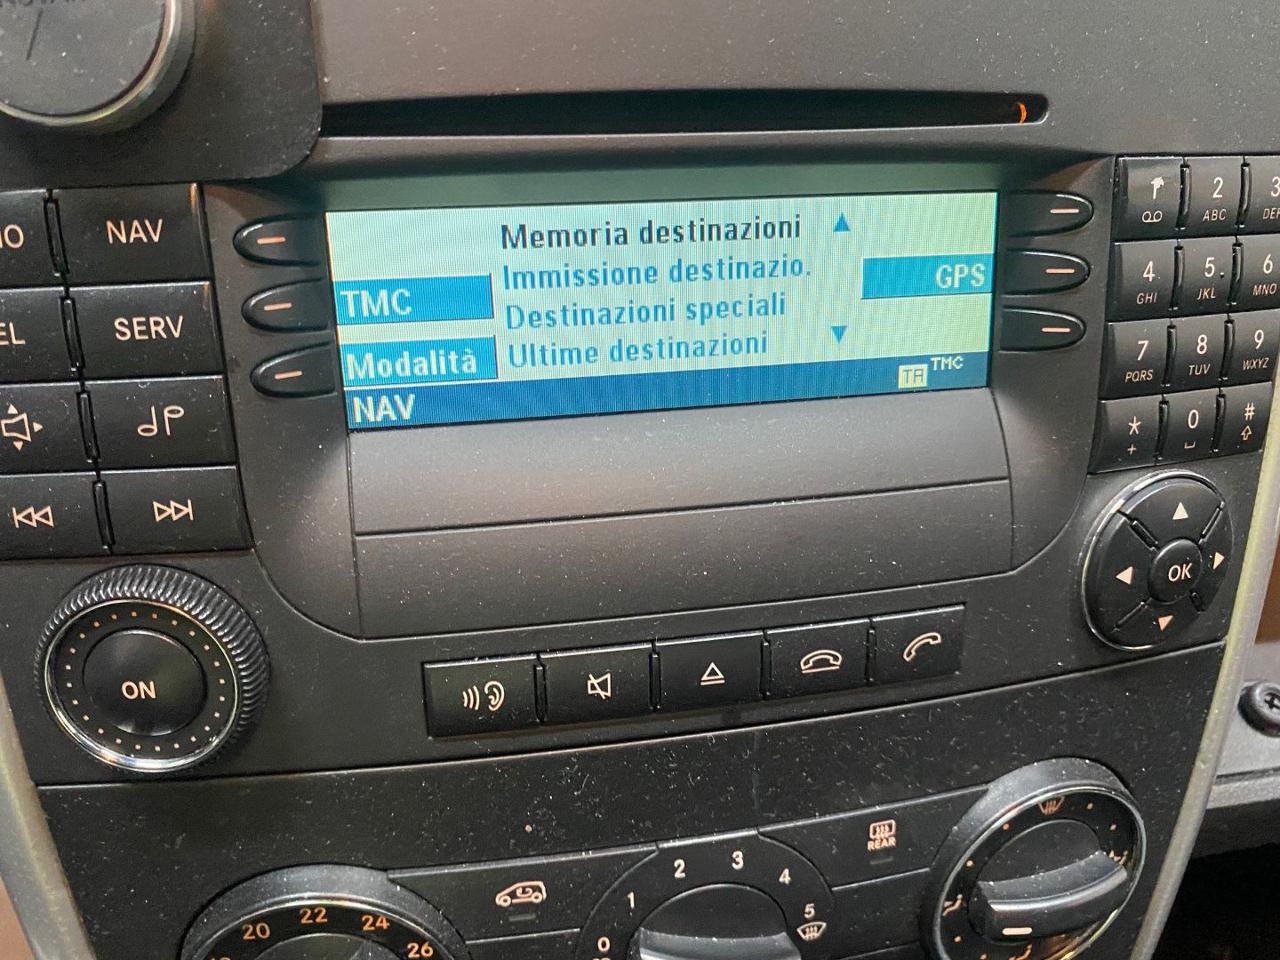 NAV
SERV
Memoria destinazioni
Immissione destinazio.
Destinazioni speciali
Ultime destinazioni
TMC
Modalità
GPS
NAV
TA TMC
2 ABC
3
4 GHI
5 JKL
6 MNO
7 PQRS
8 TUV
9 WXYZ
* +
0
#
OK
ON
REAR
20 22 24 26
0 1 2 3 4 5